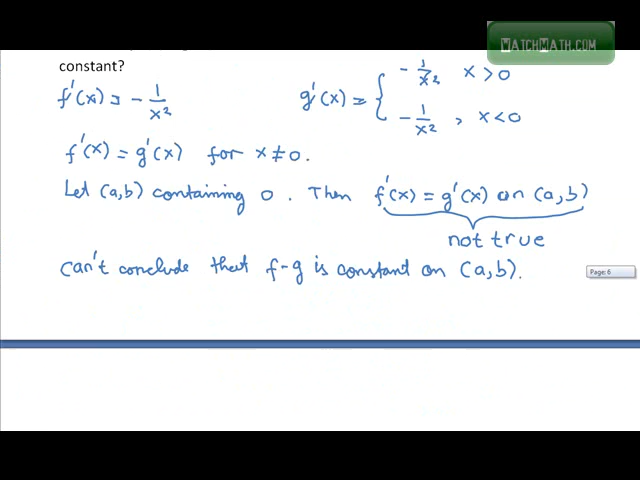 MATCHMATH.COM
constant?
f'(x) = - 1/x² g'(x) = { - 1/x² x > 0
- 1/x² , x < 0
f'(x) = g'(x) for x ≠ 0.
Let (a,b) containing 0. Then f'(x) = g'(x) on (a,b)
not true
Can't conclude that f-g is constant on (a,b).
Page: 6